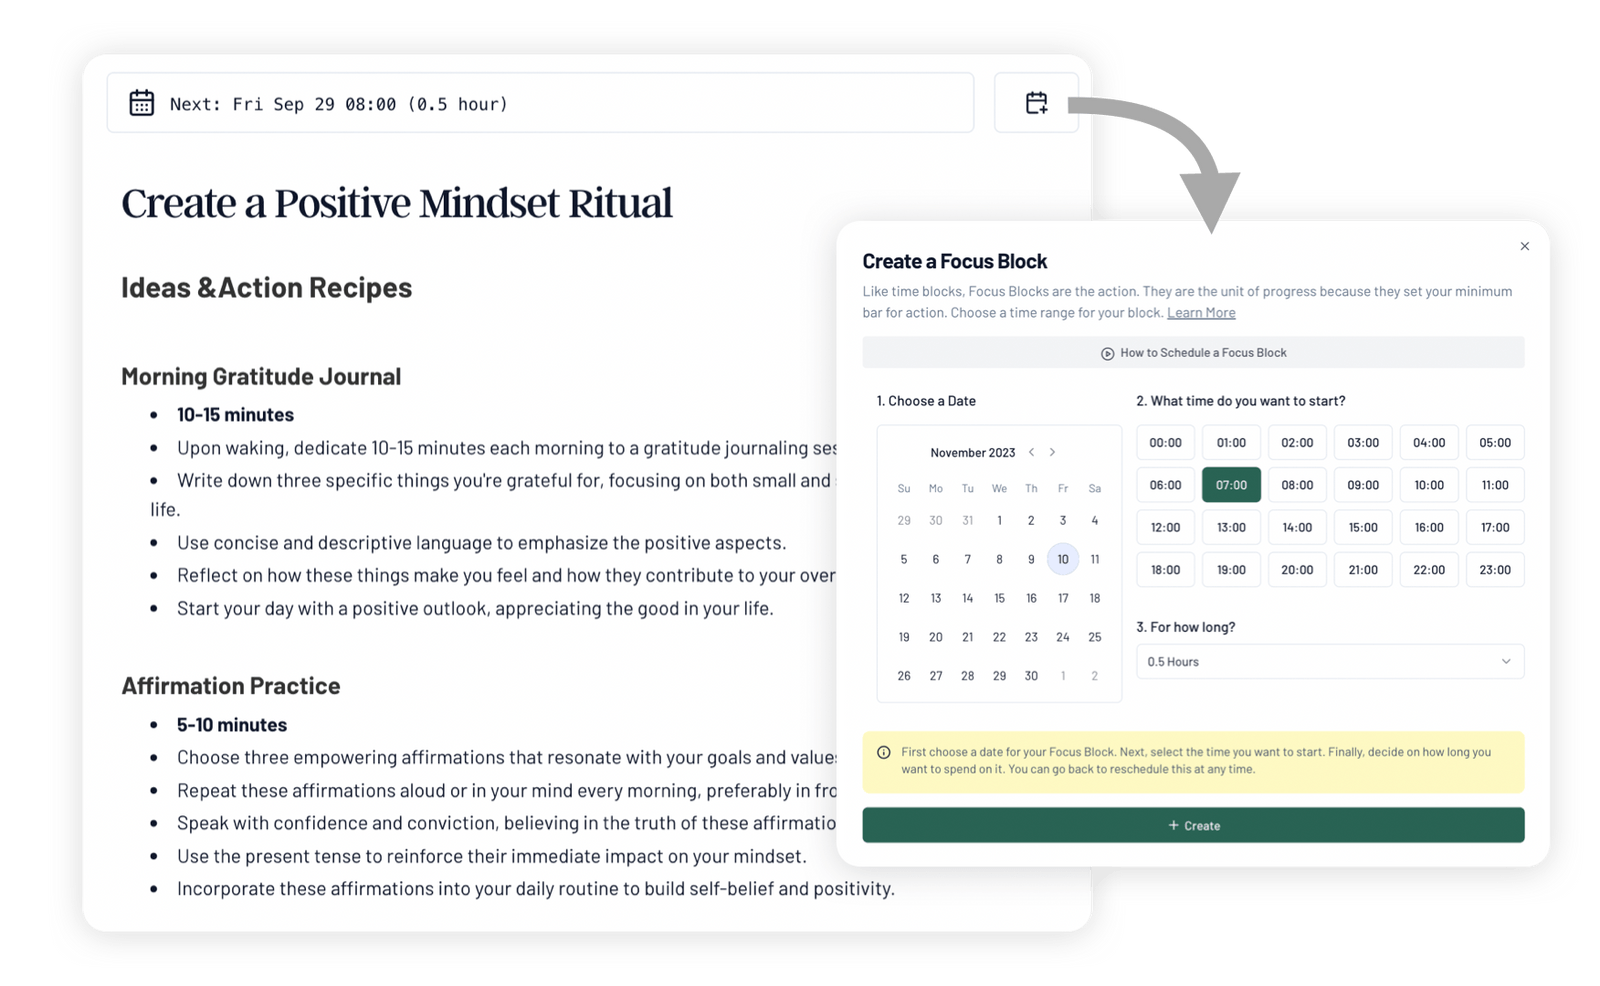 Next: Fri Sep 29 08:00 (0.5 hour)
Create a Positive Mindset Ritual
Ideas &Action Recipes
Morning Gratitude Journal
• 10-15 minutes
• Upon waking, dedicate 10-15 minutes each morning to a gratitude journaling
• Write down three specific things you're grateful for, focusing on both small and
life.
• Use concise and descriptive language to emphasize the positive aspects.
• Reflect on how these things make you feel and how they contribute to your
• Start your day with a positive outlook, appreciating the good in your life.
Affirmation Practice
• 5-10 minutes
• Choose three empowering affirmations that resonate with your goals and
• Repeat these affirmations aloud or in your mind every morning, preferably in
• Speak with confidence and conviction, believing in the truth of these
• Use the present tense to reinforce their immediate impact on your mindset.
• Incorporate these affirmations into your daily routine to build self-belief and positivity.
Create a Focus Block
Like time blocks, Focus Blocks are the action. They are the unit of progress because they set your minimum
bar for action. Choose a time range for your block. Learn More
How to Schedule a Focus Block
1. Choose a Date
November 2023
Su Mo Tu We Th Fr Sa
29 30 31 1 2 3 4
5 6 7 8 9 10 11
12 13 14 15 16 17 18
19 20 21 22 23 24 25
26 27 28 29 30 1 2
2. What time do you want to start?
00:00 01:00 02:00 03:00 04:00 05:00
06:00 07:00 08:00 09:00 10:00 11:00
12:00 13:00 14:00 15:00 16:00 17:00
18:00 19:00 20:00 21:00 22:00 23:00
3. For how long?
0.5 Hours
First choose a date for your Focus Block. Next, select the time you want to start. Finally, decide on how long you
want to spend on it. You can go back to reschedule this at any time.
+ Create